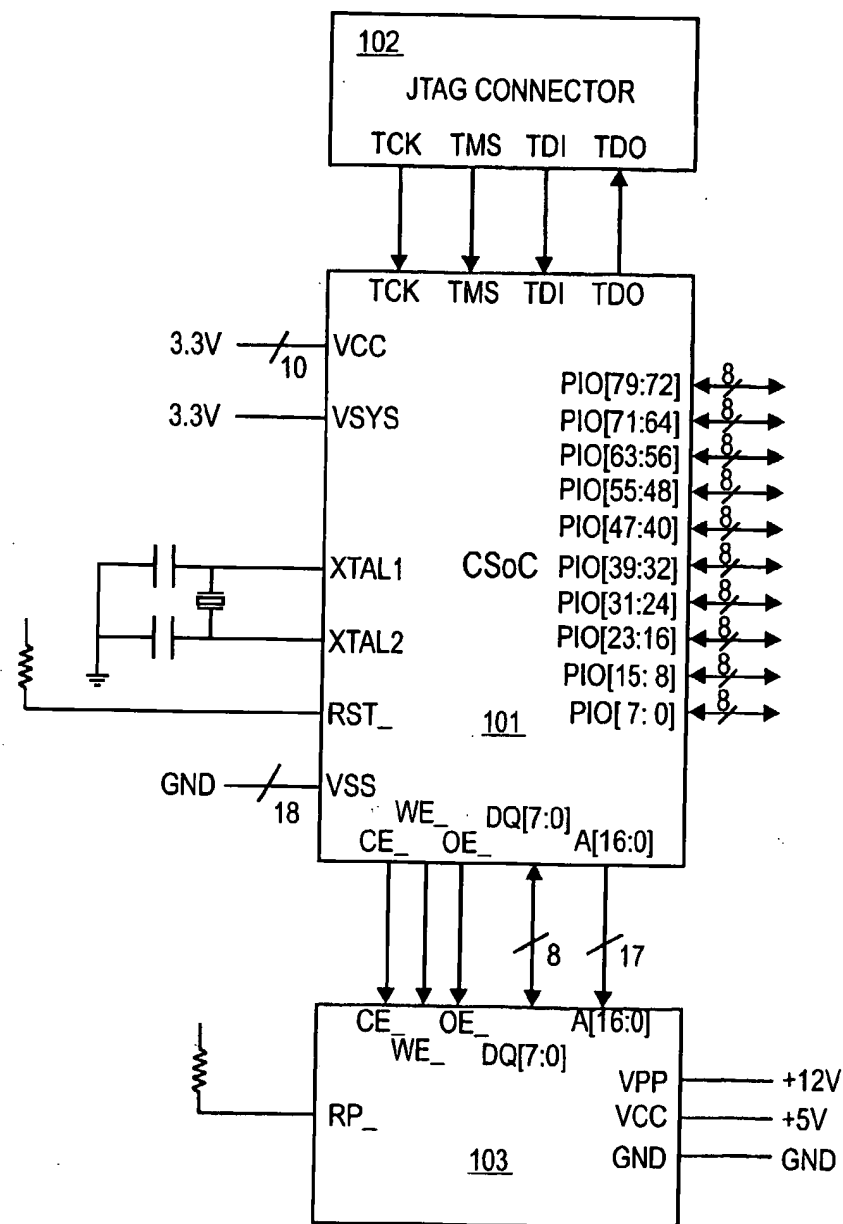 102
JTAG CONNECTOR
TCK TMS TDI TDO
TCK TMS TDI TDO
3.3V 10 VCC
PIO[79:72] 8
3.3V VSYS
PIO[71:64] 8
PIO[63:56] 8
PIO[55:48] 8
PIO[47:40] 8
XTAL1 CSoC PIO[39:32] 8
PIO[31:24] 8
XTAL2 PIO[23:16] 8
PIO[15: 8] 8
RST_ 101 PIO[ 7: 0] 8
GND 18 VSS
WE_ DQ[7:0]
CE_ OE_ A[16:0]
8 17
CE_ OE_ A[16:0]
WE_ DQ[7:0]
VPP +12V
RP_ VCC +5V
103 GND GND